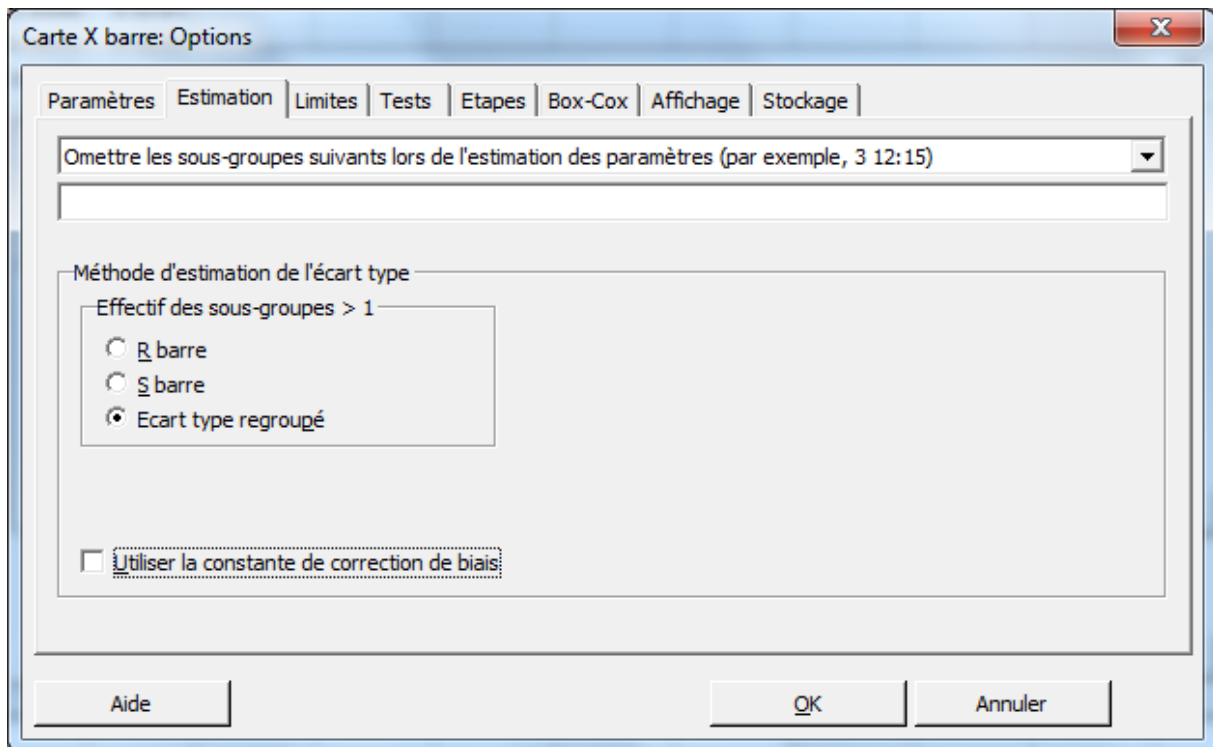 Carte X barre: Options
Paramètres Estimation Limites Tests Etapes Box-Cox Affichage Stockage
Omettre les sous-groupes suivants lors de l'estimation des paramètres (par exemple, 3 12:15)
Méthode d'estimation de l'écart type
Effectif des sous-groupes > 1
R barre
S barre
Ecart type regroupé
Utiliser la constante de correction de biais
Aide OK Annuler